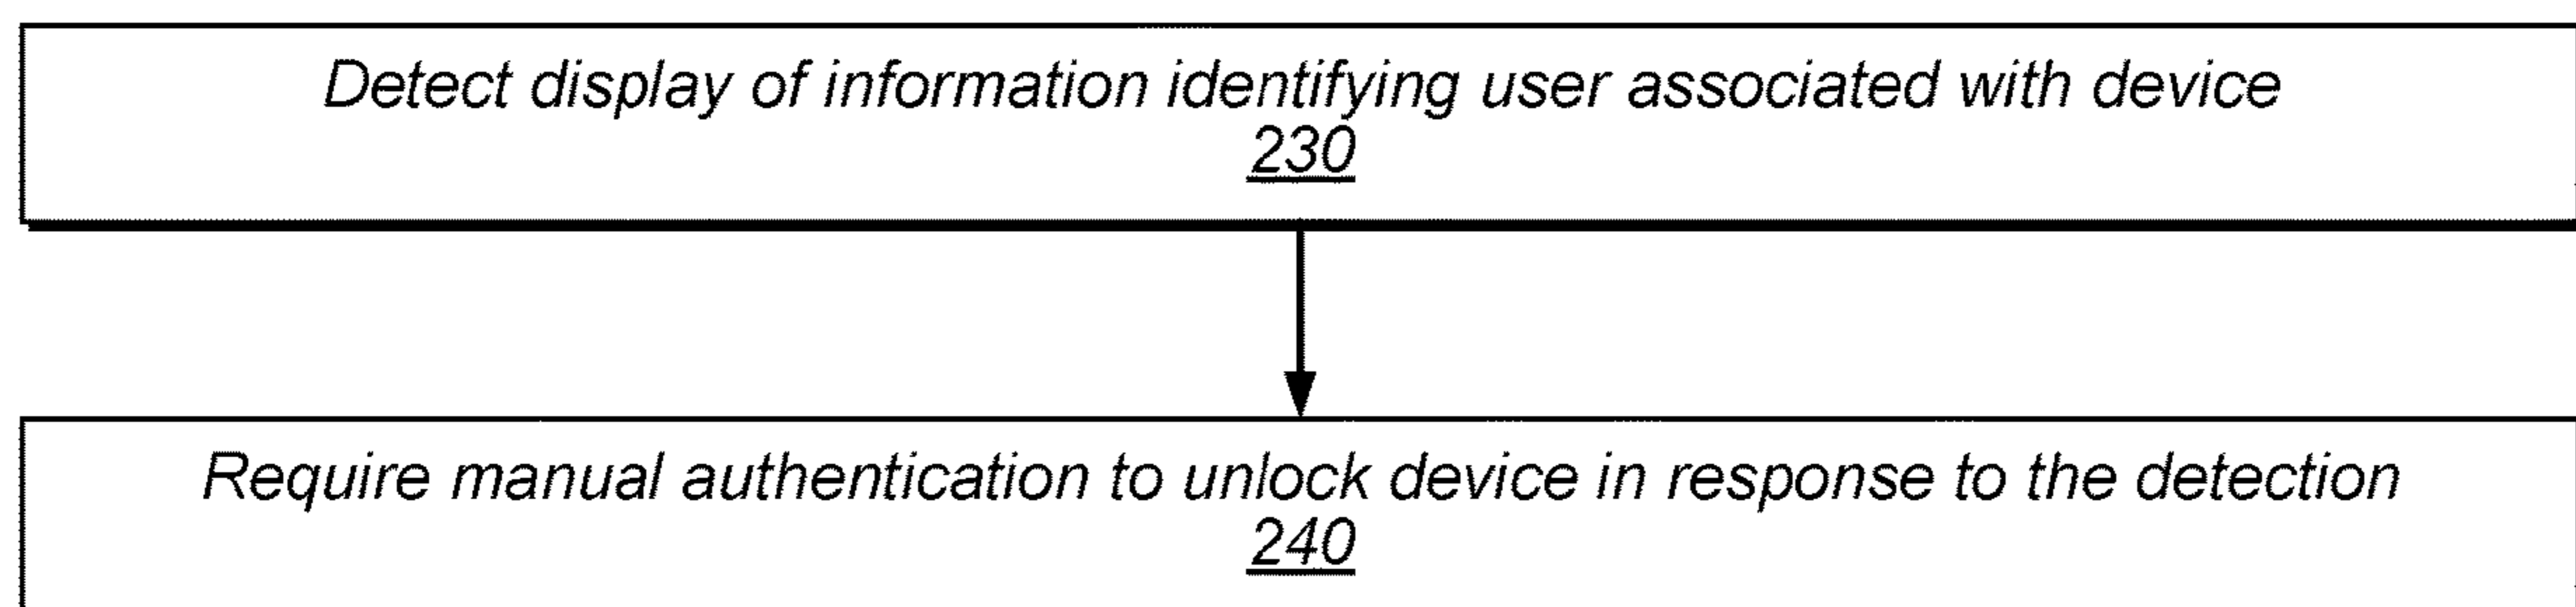 Detect display of information identifying user associated with device
230
Require manual authentication to unlock device in response to the detection
240